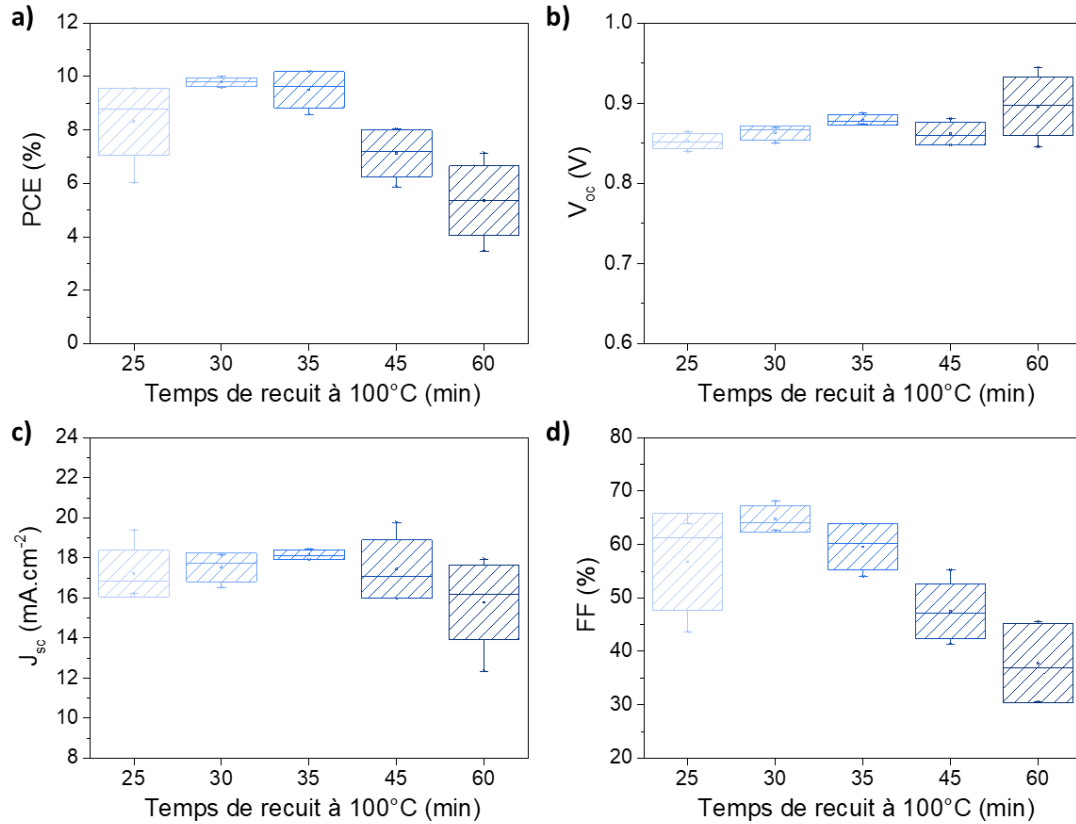 a)
12
10
8
6
4
2
0
PCE (%)
25 30 35 45 60
Temps de recuit à 100°C (min)
b)
1.0
0.9
0.8
0.7
0.6
Voc (V)
25 30 35 45 60
Temps de recuit à 100°C (min)
c)
24
22
20
18
16
14
12
10
8
Jsc (mA.cm-2)
25 30 35 45 60
Temps de recuit à 100°C (min)
d)
80
70
60
50
40
30
20
FF (%)
25 30 35 45 60
Temps de recuit à 100°C (min)